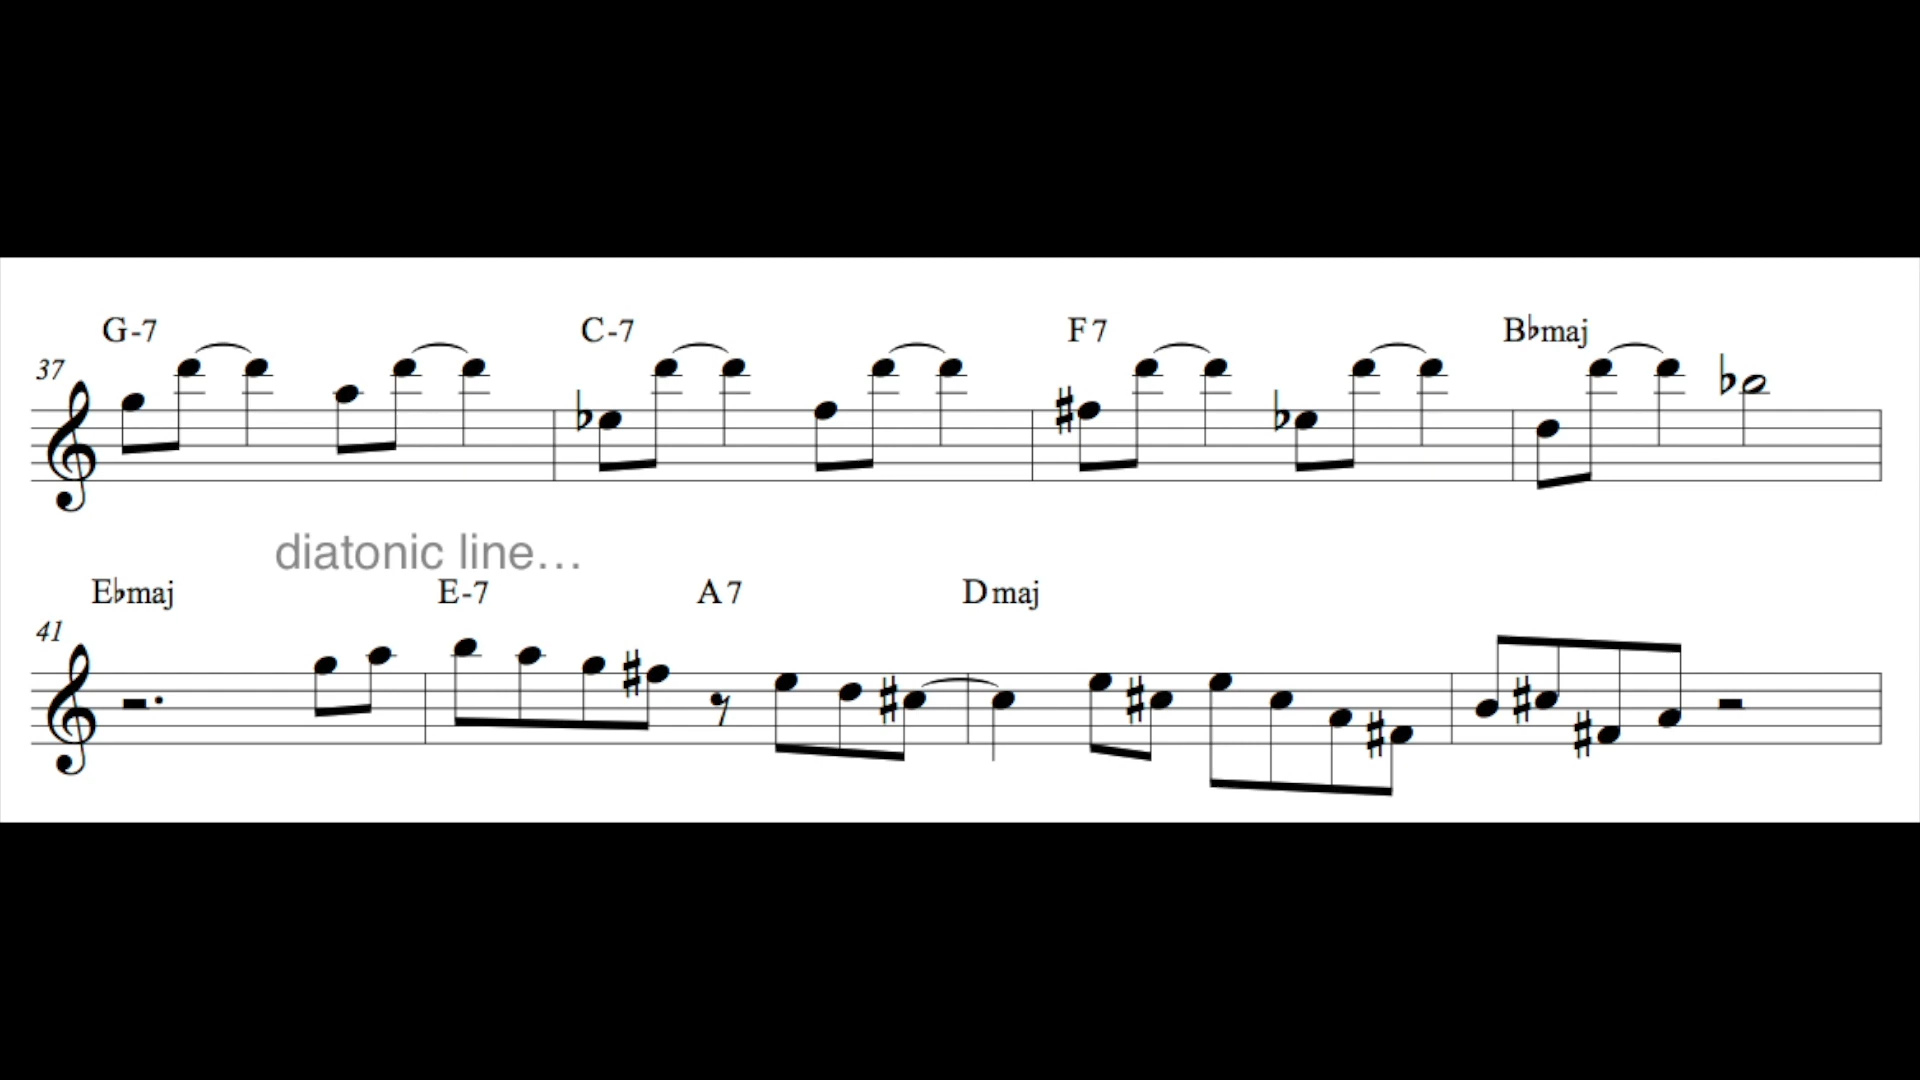 G-7 C-7 F7 B♭maj
37
diatonic line...
E♭maj E-7 A7 Dmaj
41